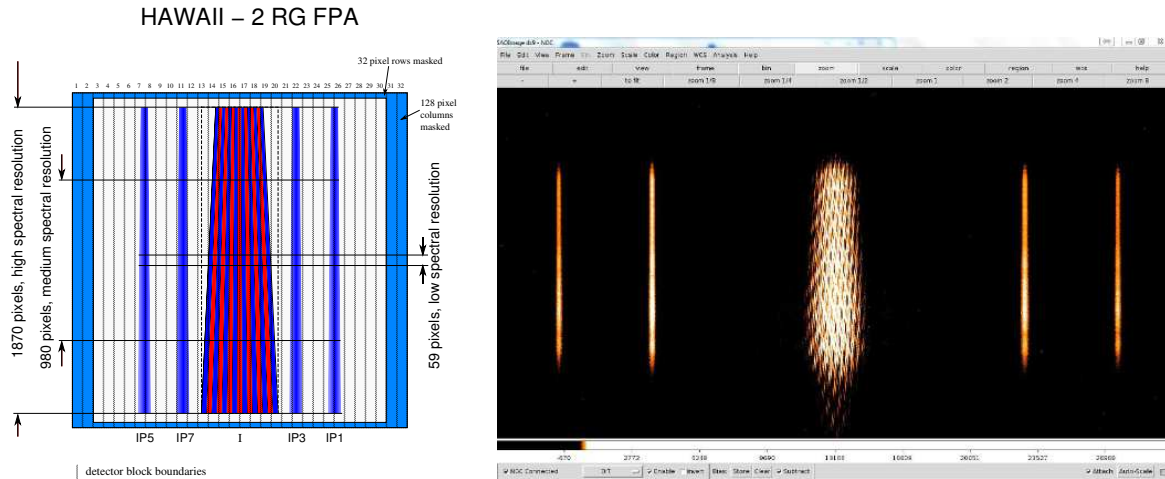 HAWAII – 2 RG FPA
32 pixel rows masked
1 2 3 4 5 6 7 8 9 10 11 12 13 14 15 16 17 18 19 20 21 22 23 24 25 26 27 28 29 30 31 32
128 pixel
columns
masked
1870 pixels, high spectral resolution
980 pixels, medium spectral resolution
59 pixels, low spectral resolution
IP5 IP7 I IP3 IP1
detector block boundaries
SAOImage ds9 - NGC
File Edit View Frame Bin Zoom Scale Color Region WCS Analysis Help
file edit view frame bin zoom scale color region wcs help
- + to fit zoom 1/8 zoom 1/4 zoom 1/2 zoom 1 zoom 2 zoom 4 zoom 8
2772
NGC Connected DIT Enable Invert Bias Store Clear Subtract Attach Auto-Scale